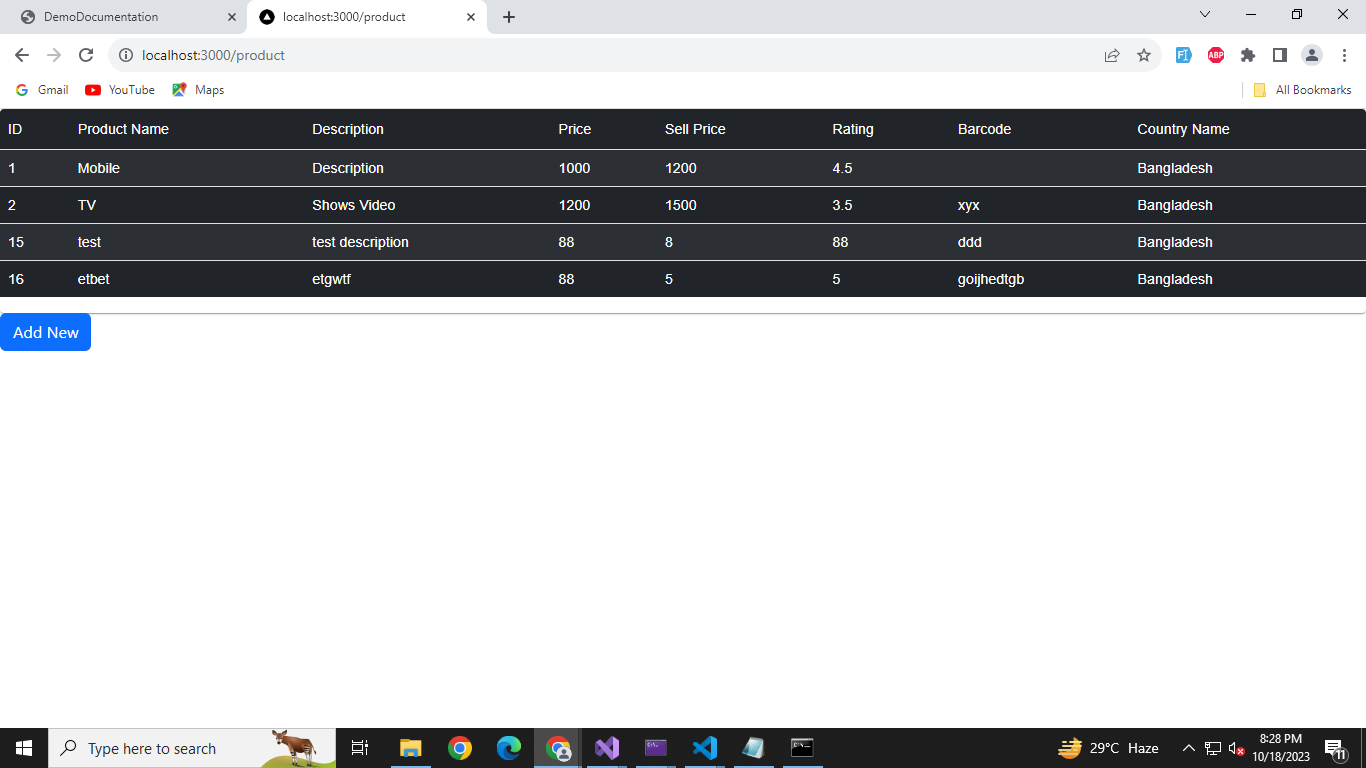 DemoDocumentation
localhost:3000/product
localhost:3000/product
ABP
Gmail YouTube Maps All Bookmarks
ID Product Name Description Price Sell Price Rating Barcode Country Name
1 Mobile Description 1000 1200 4.5 Bangladesh
2 TV Shows Video 1200 1500 3.5 xyx Bangladesh
15 test test description 88 8 88 ddd Bangladesh
16 etbet etgwtf 88 5 5 goijhedtgb Bangladesh
Add New
Type here to search
29°C Haze
8:28 PM
10/18/2023
11